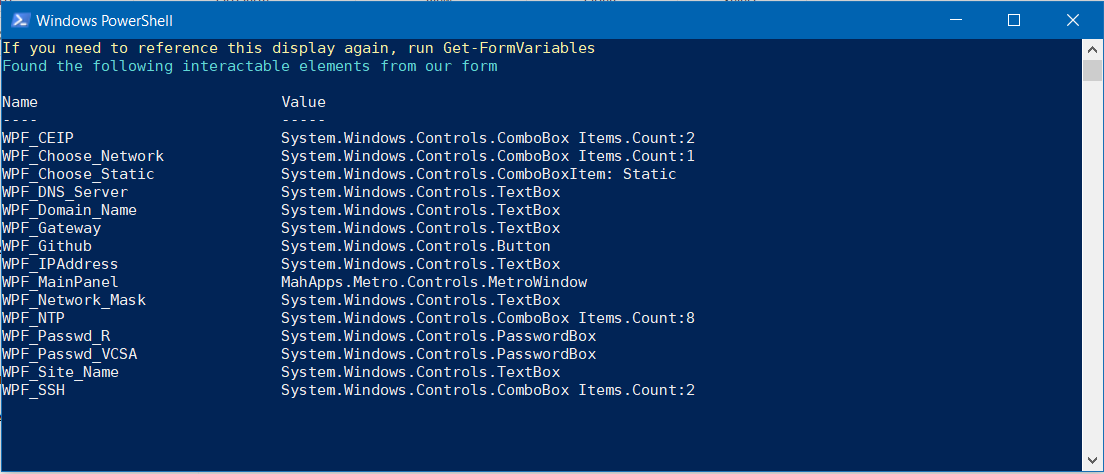 Windows PowerShell
If you need to reference this display again, run Get-FormVariables
Found the following interactable elements from our form
Name Value
---- -----
WPF_CEIP System.Windows.Controls.ComboBox Items.Count:2
WPF_Choose_Network System.Windows.Controls.ComboBox Items.Count:1
WPF_Choose_Static System.Windows.Controls.ComboBoxItem: Static
WPF_DNS_Server System.Windows.Controls.TextBox
WPF_Domain_Name System.Windows.Controls.TextBox
WPF_Gateway System.Windows.Controls.TextBox
WPF_Github System.Windows.Controls.Button
WPF_IPAddress System.Windows.Controls.TextBox
WPF_MainPanel MahApps.Metro.Controls.MetroWindow
WPF_Network_Mask System.Windows.Controls.TextBox
WPF_NTP System.Windows.Controls.ComboBox Items.Count:8
WPF_Passwd_R System.Windows.Controls.PasswordBox
WPF_Passwd_VCSA System.Windows.Controls.PasswordBox
WPF_Site_Name System.Windows.Controls.TextBox
WPF_SSH System.Windows.Controls.ComboBox Items.Count:2